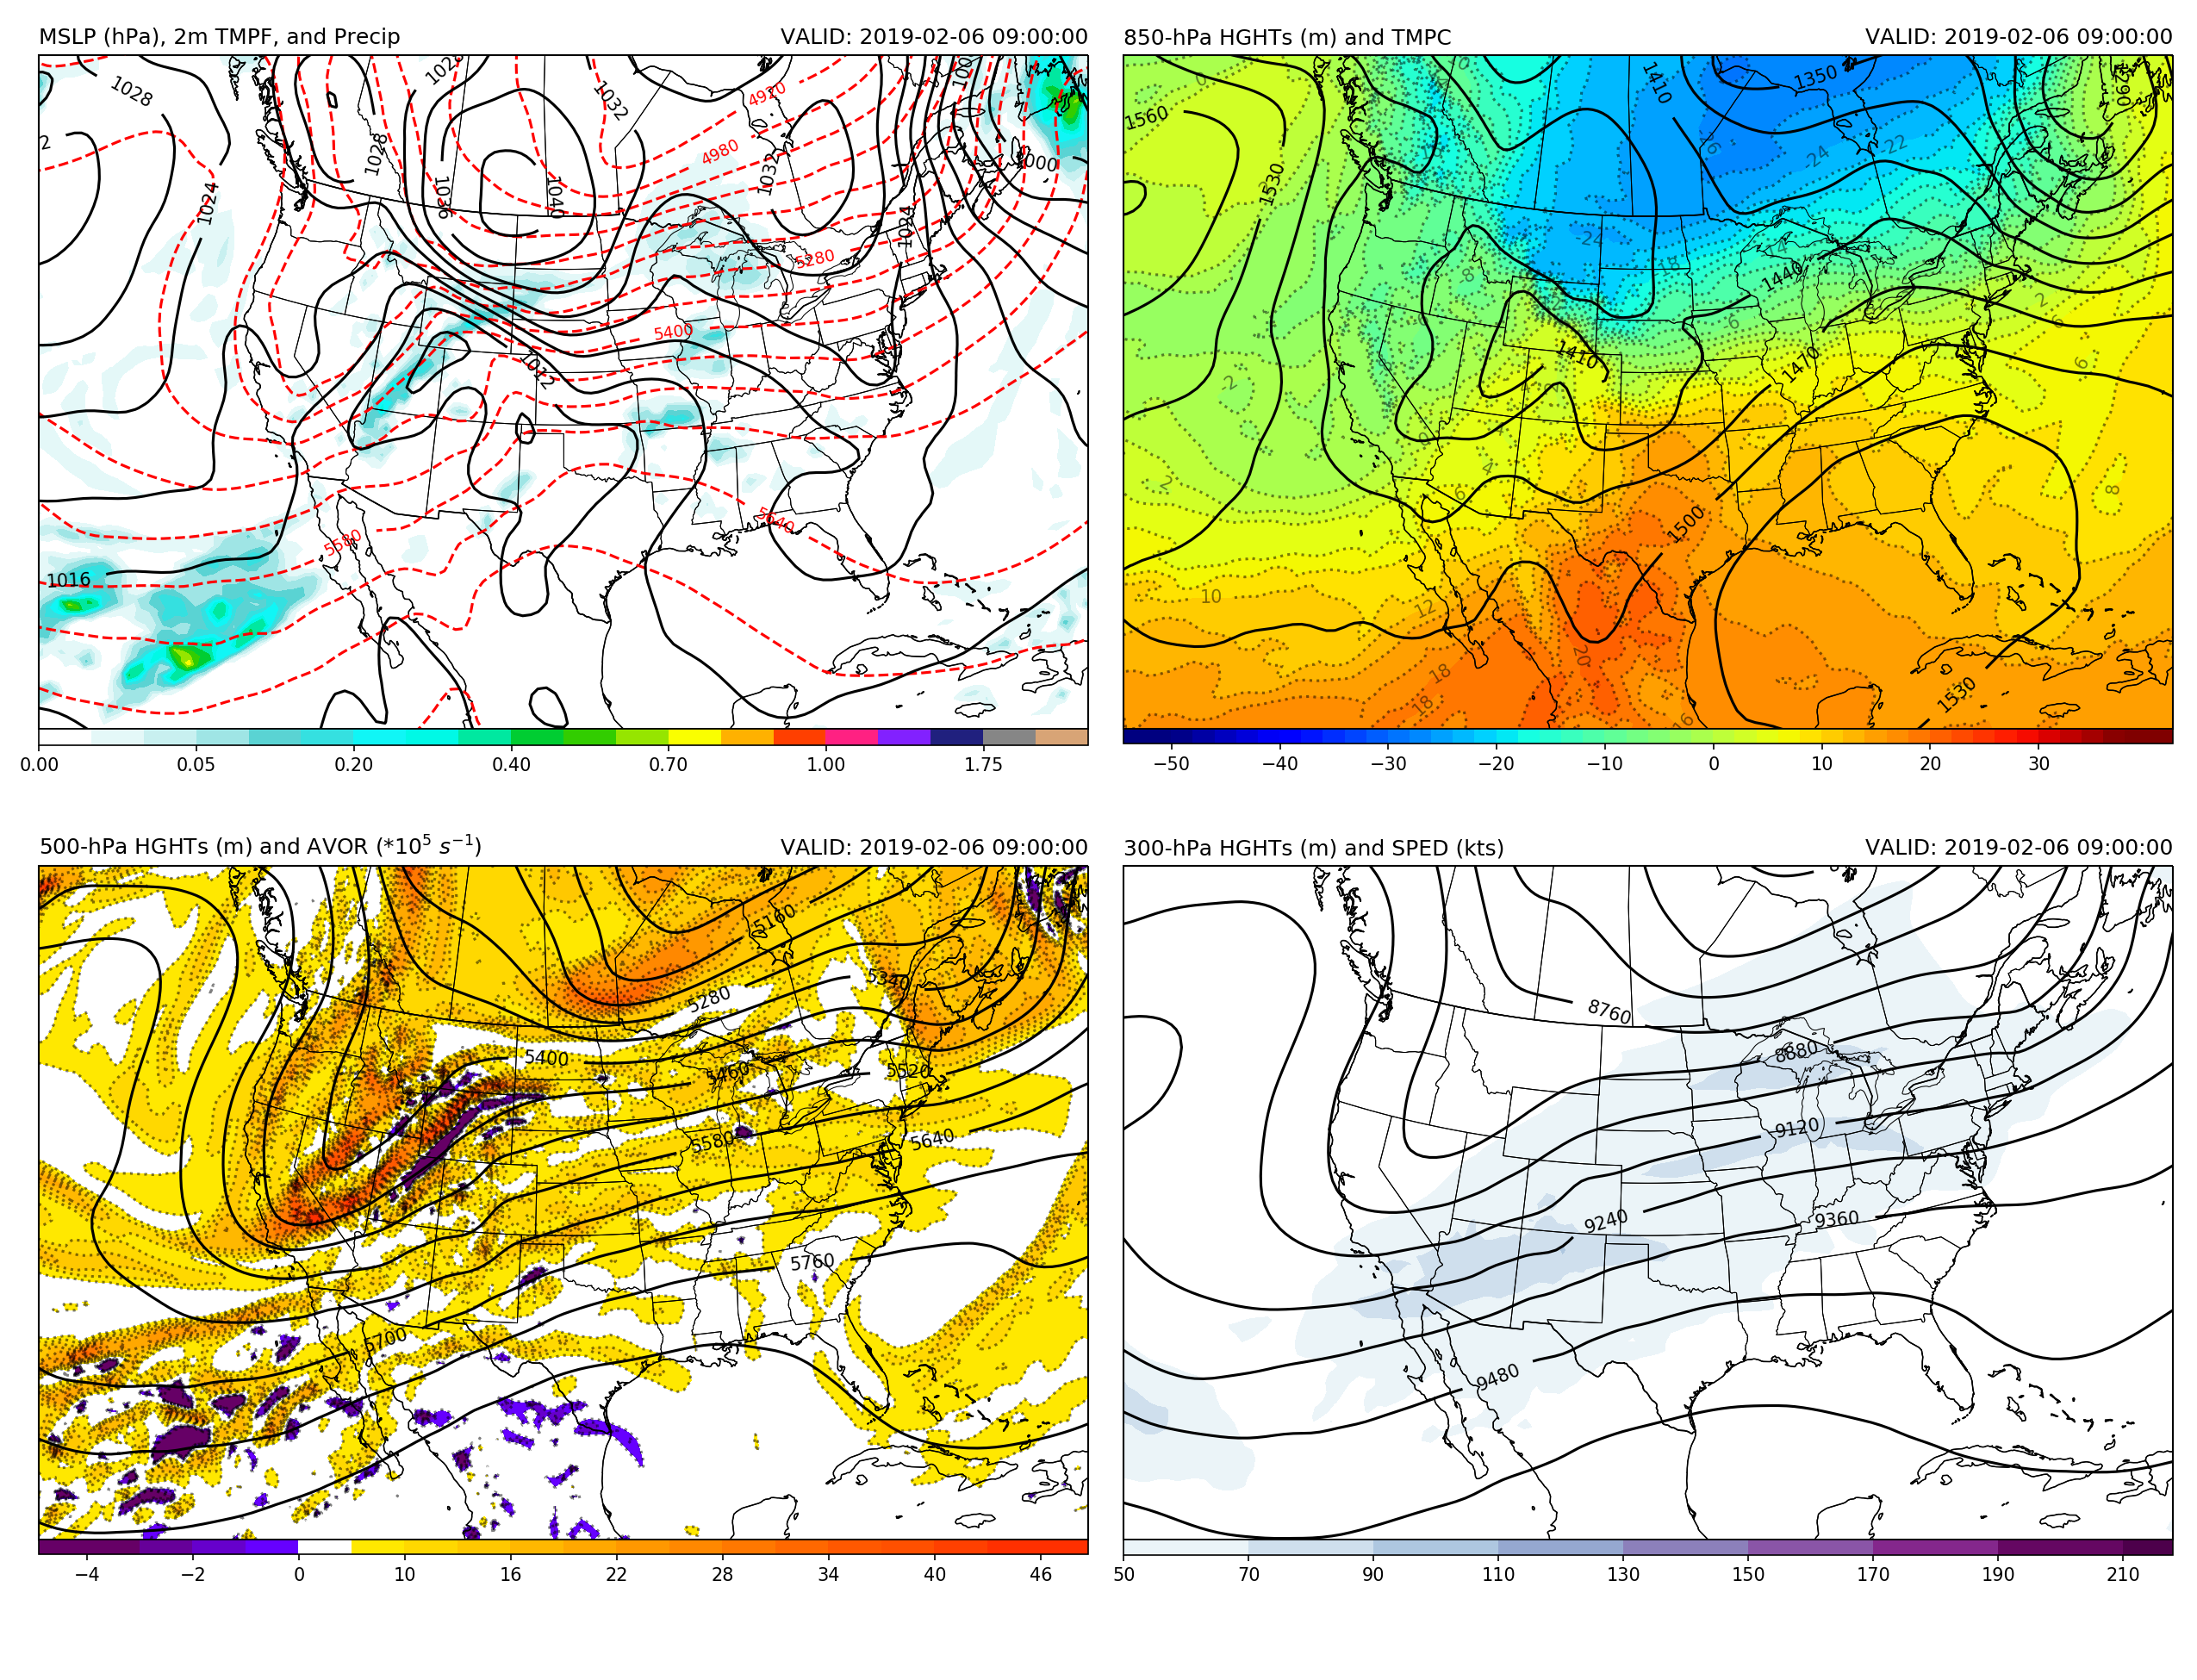 MSLP (hPa), 2m TMPF, and Precip VALID: 2019-02-06 09:00:00
1028 1028 1032 4920 4980 1028 1036 1040 1032 1000 1024 1024 5280 5400 1012 5640 5580 1016
0.00 0.05 0.20 0.40 0.70 1.00 1.75
850-hPa HGHTs (m) and TMPC VALID: 2019-02-06 09:00:00
1560 1530 1410 1350 1440 1410 1470 1500 1530
−50 −40 −30 −20 −10 0 10 20 30
500-hPa HGHTs (m) and AVOR (*10⁵ s⁻¹) VALID: 2019-02-06 09:00:00
5160 5340 5280 5400 5460 5520 5580 5640 5760 5700
−4 −2 0 10 16 22 28 34 40 46
300-hPa HGHTs (m) and SPED (kts) VALID: 2019-02-06 09:00:00
8760 8880 9120 9240 9360 9480
50 70 90 110 130 150 170 190 210